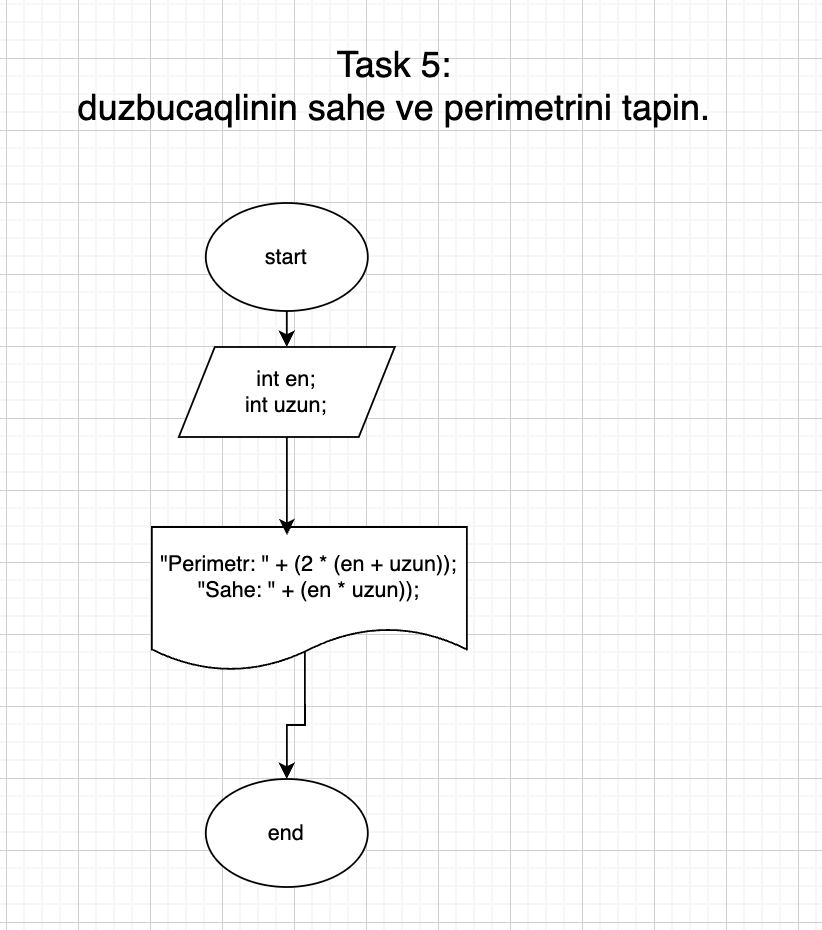 Task 5:
duzbucaqlinin sahe ve perimetrini tapin.
start
int en;
int uzun;
"Perimetr: " + (2 * (en + uzun));
"Sahe: " + (en * uzun));
end